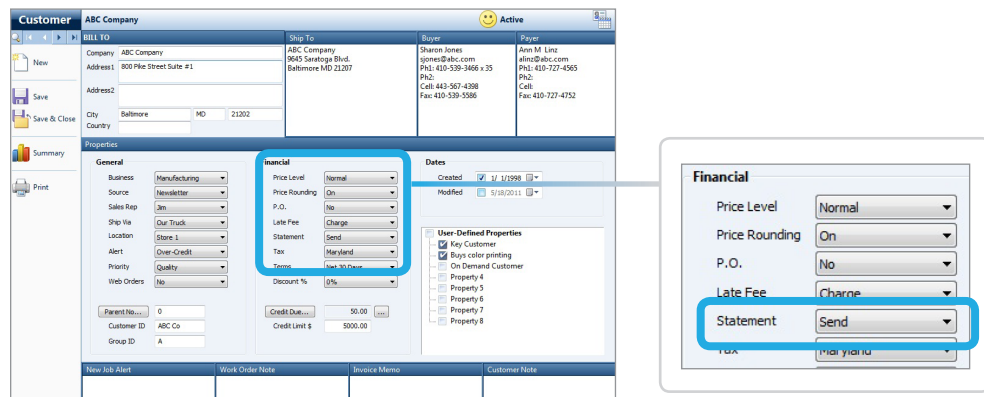 Customer
ABC Company
Active
BILL TO
Ship To
Buyer
Payer
New
Save
Save & Close
Summary
Print
Company ABC Company
Address1 800 Pike Street Suite #1
Address2
City Baltimore MD 21202
Country
ABC Company
9645 Saratoga Blvd.
Baltimore MD 21207
Sharon Jones
sjones@abc.com
Ph1: 410-539-3466 x 35
Ph2:
Cell: 443-567-4398
Fax: 410-539-5586
Ann M Linz
alinz@abc.com
Ph1: 410-727-4565
Ph2:
Cell:
Fax: 410-727-4752
Properties
General
Business Manufacturing
Source Newsletter
Sales Rep Jim
Ship Via Our Truck
Location Store 1
Alert Over-Credit
Priority Quality
Web Orders No
Parent No... 0
Customer ID ABC Co
Group ID A
Financial
Price Level Normal
Price Rounding On
P.O. No
Late Fee Charge
Statement Send
Tax Maryland
Terms Net 30 Days
Discount % 0%
Credit Due... 50.00 ...
Credit Limit $ 5000.00
Dates
Created 1/ 1/1998
Modified 5/18/2011
User-Defined Properties
Key Customer
Buys color printing
On Demand Customer
Property 4
Property 5
Property 6
Property 7
Property 8
New Job Alert
Work Order Note
Invoice Memo
Customer Note
Financial
Price Level Normal
Price Rounding On
P.O. No
Late Fee Charge
Statement Send
Tax Maryland